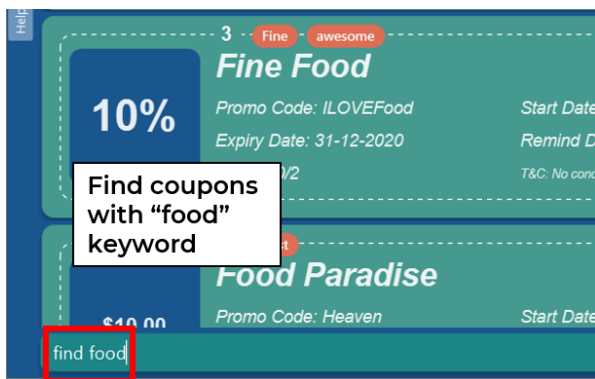 Help
3 Fine awesome
Fine Food
10%
Promo Code: ILOVEFood Start Date
Expiry Date: 31-12-2020 Remind D
0/2 T&C: No cond
Find coupons
with “food”
keyword
st
Food Paradise
$10.00
Promo Code: Heaven Start Date
find food